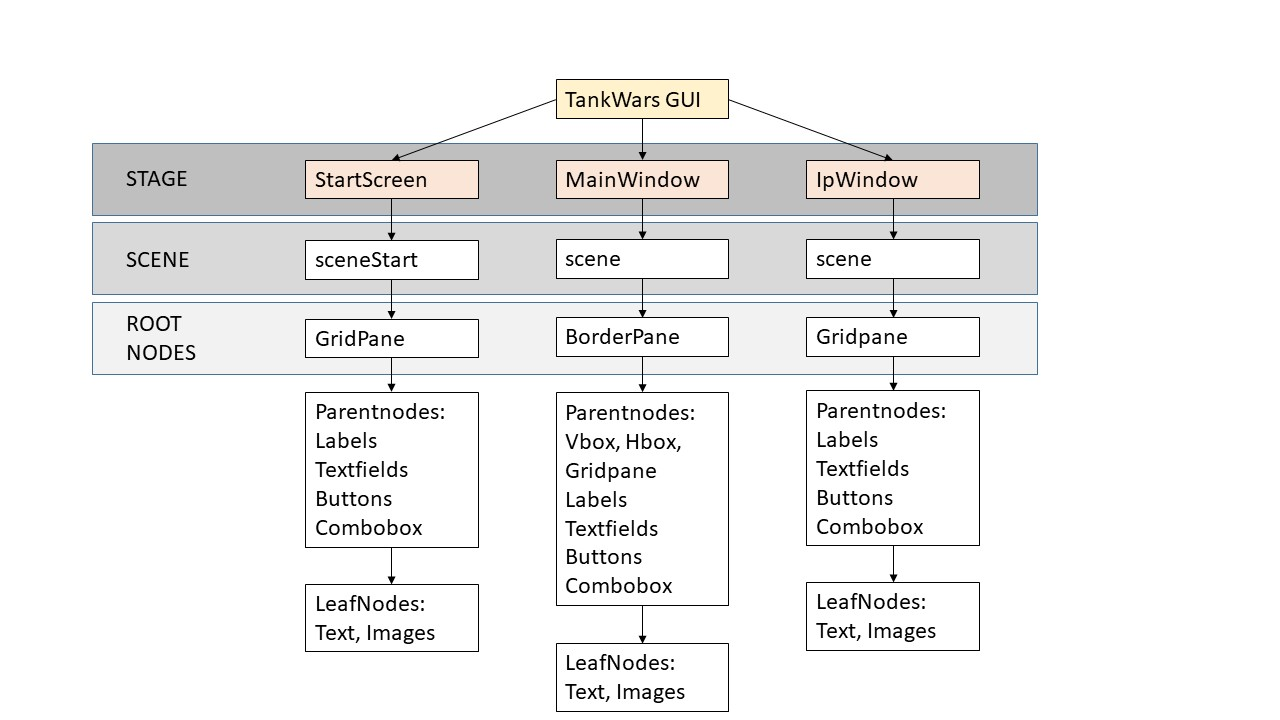 TankWars GUI
STAGE
StartScreen
MainWindow
IpWindow
SCENE
sceneStart
scene
scene
ROOT
NODES
GridPane
BorderPane
Gridpane
Parentnodes:
Labels
Textfields
Buttons
Combobox
Parentnodes:
Vbox, Hbox,
Gridpane
Labels
Textfields
Buttons
Combobox
Parentnodes:
Labels
Textfields
Buttons
Combobox
LeafNodes:
Text, Images
LeafNodes:
Text, Images
LeafNodes:
Text, Images